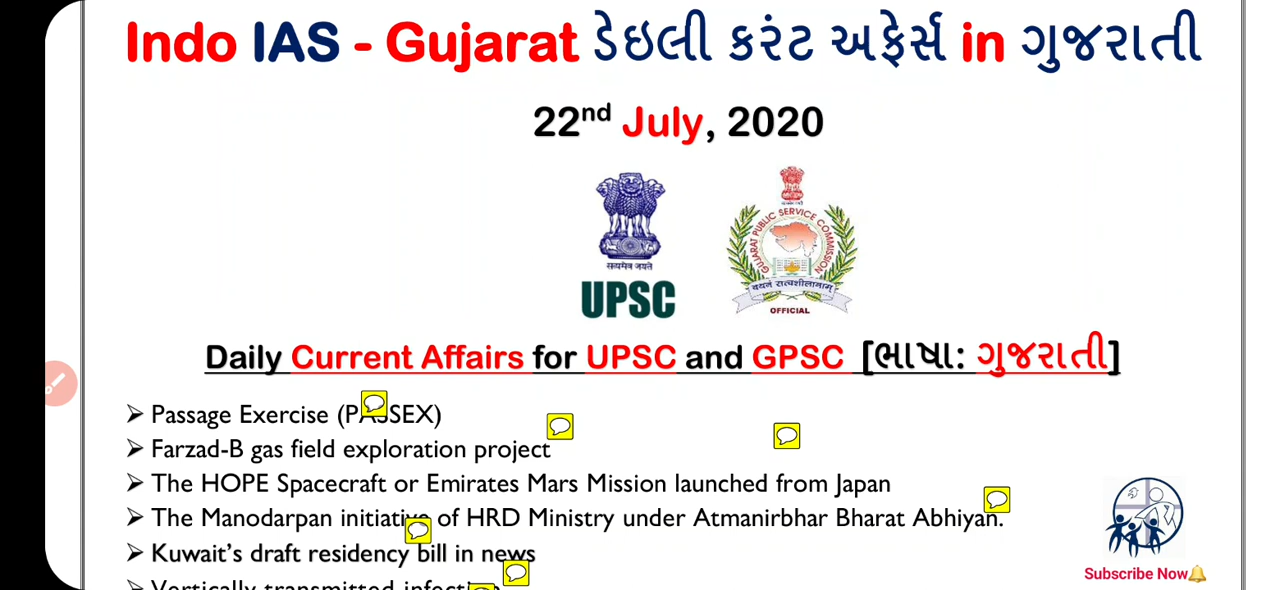 Indo IAS - Gujarat ડેઇલી કરંટ અફેર્સ in ગુજરાતી
22nd July, 2020
सत्यमेव जयते
UPSC
GUJARAT PUBLIC SERVICE COMMISSION
OFFICIAL
Daily Current Affairs for UPSC and GPSC [ભાષા: ગુજરાતી]
➢ Passage Exercise (PASSEX)
➢ Farzad-B gas field exploration project
➢ The HOPE Spacecraft or Emirates Mars Mission launched from Japan
➢ The Manodarpan initiative of HRD Ministry under Atmanirbhar Bharat Abhiyan.
➢ Kuwait's draft residency bill in news
➢ Vertically transmitted
Subscribe Now